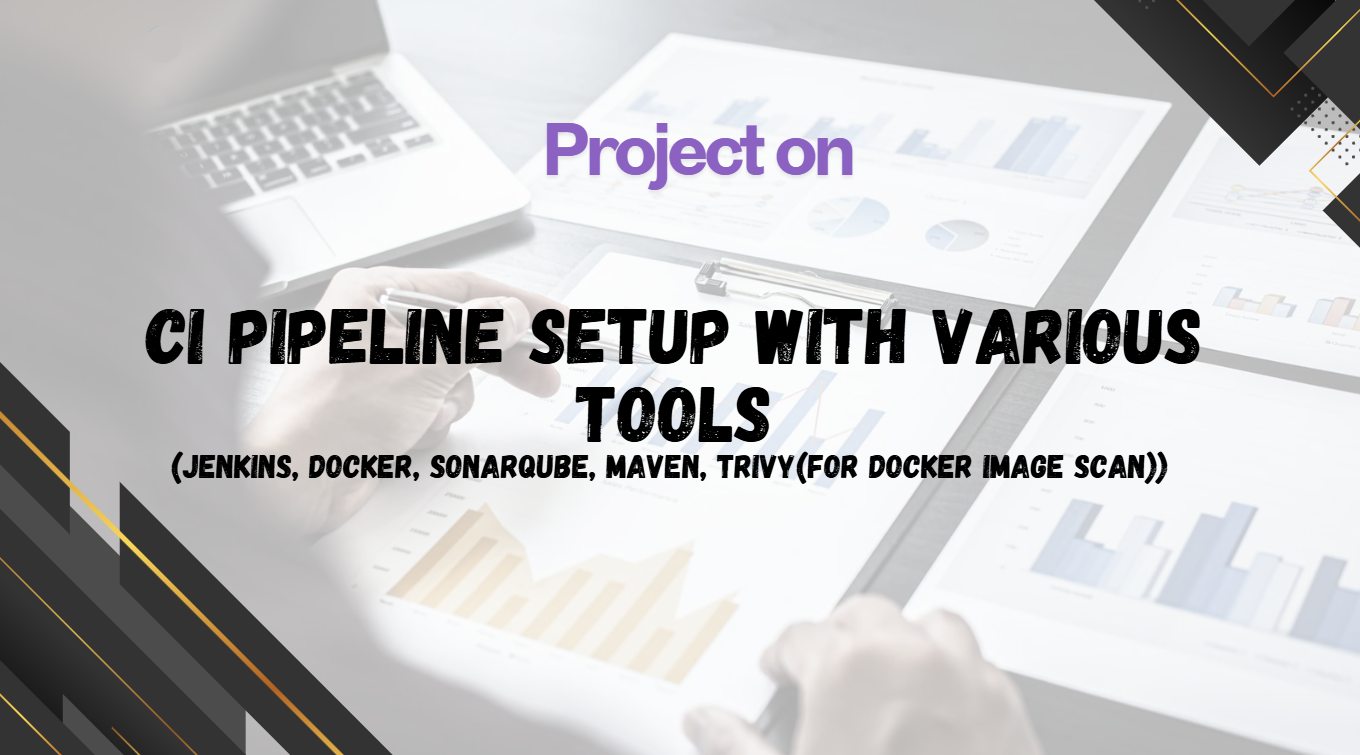 Project on
CI PIPELINE SETUP WITH VARIOUS
TOOLS
(JENKINS, DOCKER, SONARQUBE, MAVEN, TRIVY(FOR DOCKER IMAGE SCAN))